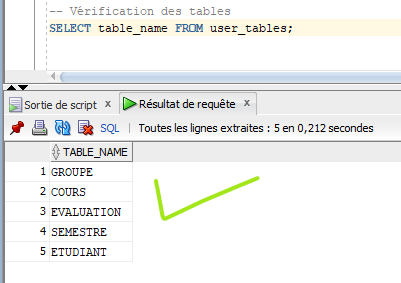 -- Vérification des tables
SELECT table_name FROM user_tables;
Sortie de script x
Résultat de requête x
SQL | Toutes les lignes extraites : 5 en 0,212 secondes
TABLE_NAME
1 GROUPE
2 COURS
3 EVALUATION
4 SEMESTRE
5 ETUDIANT